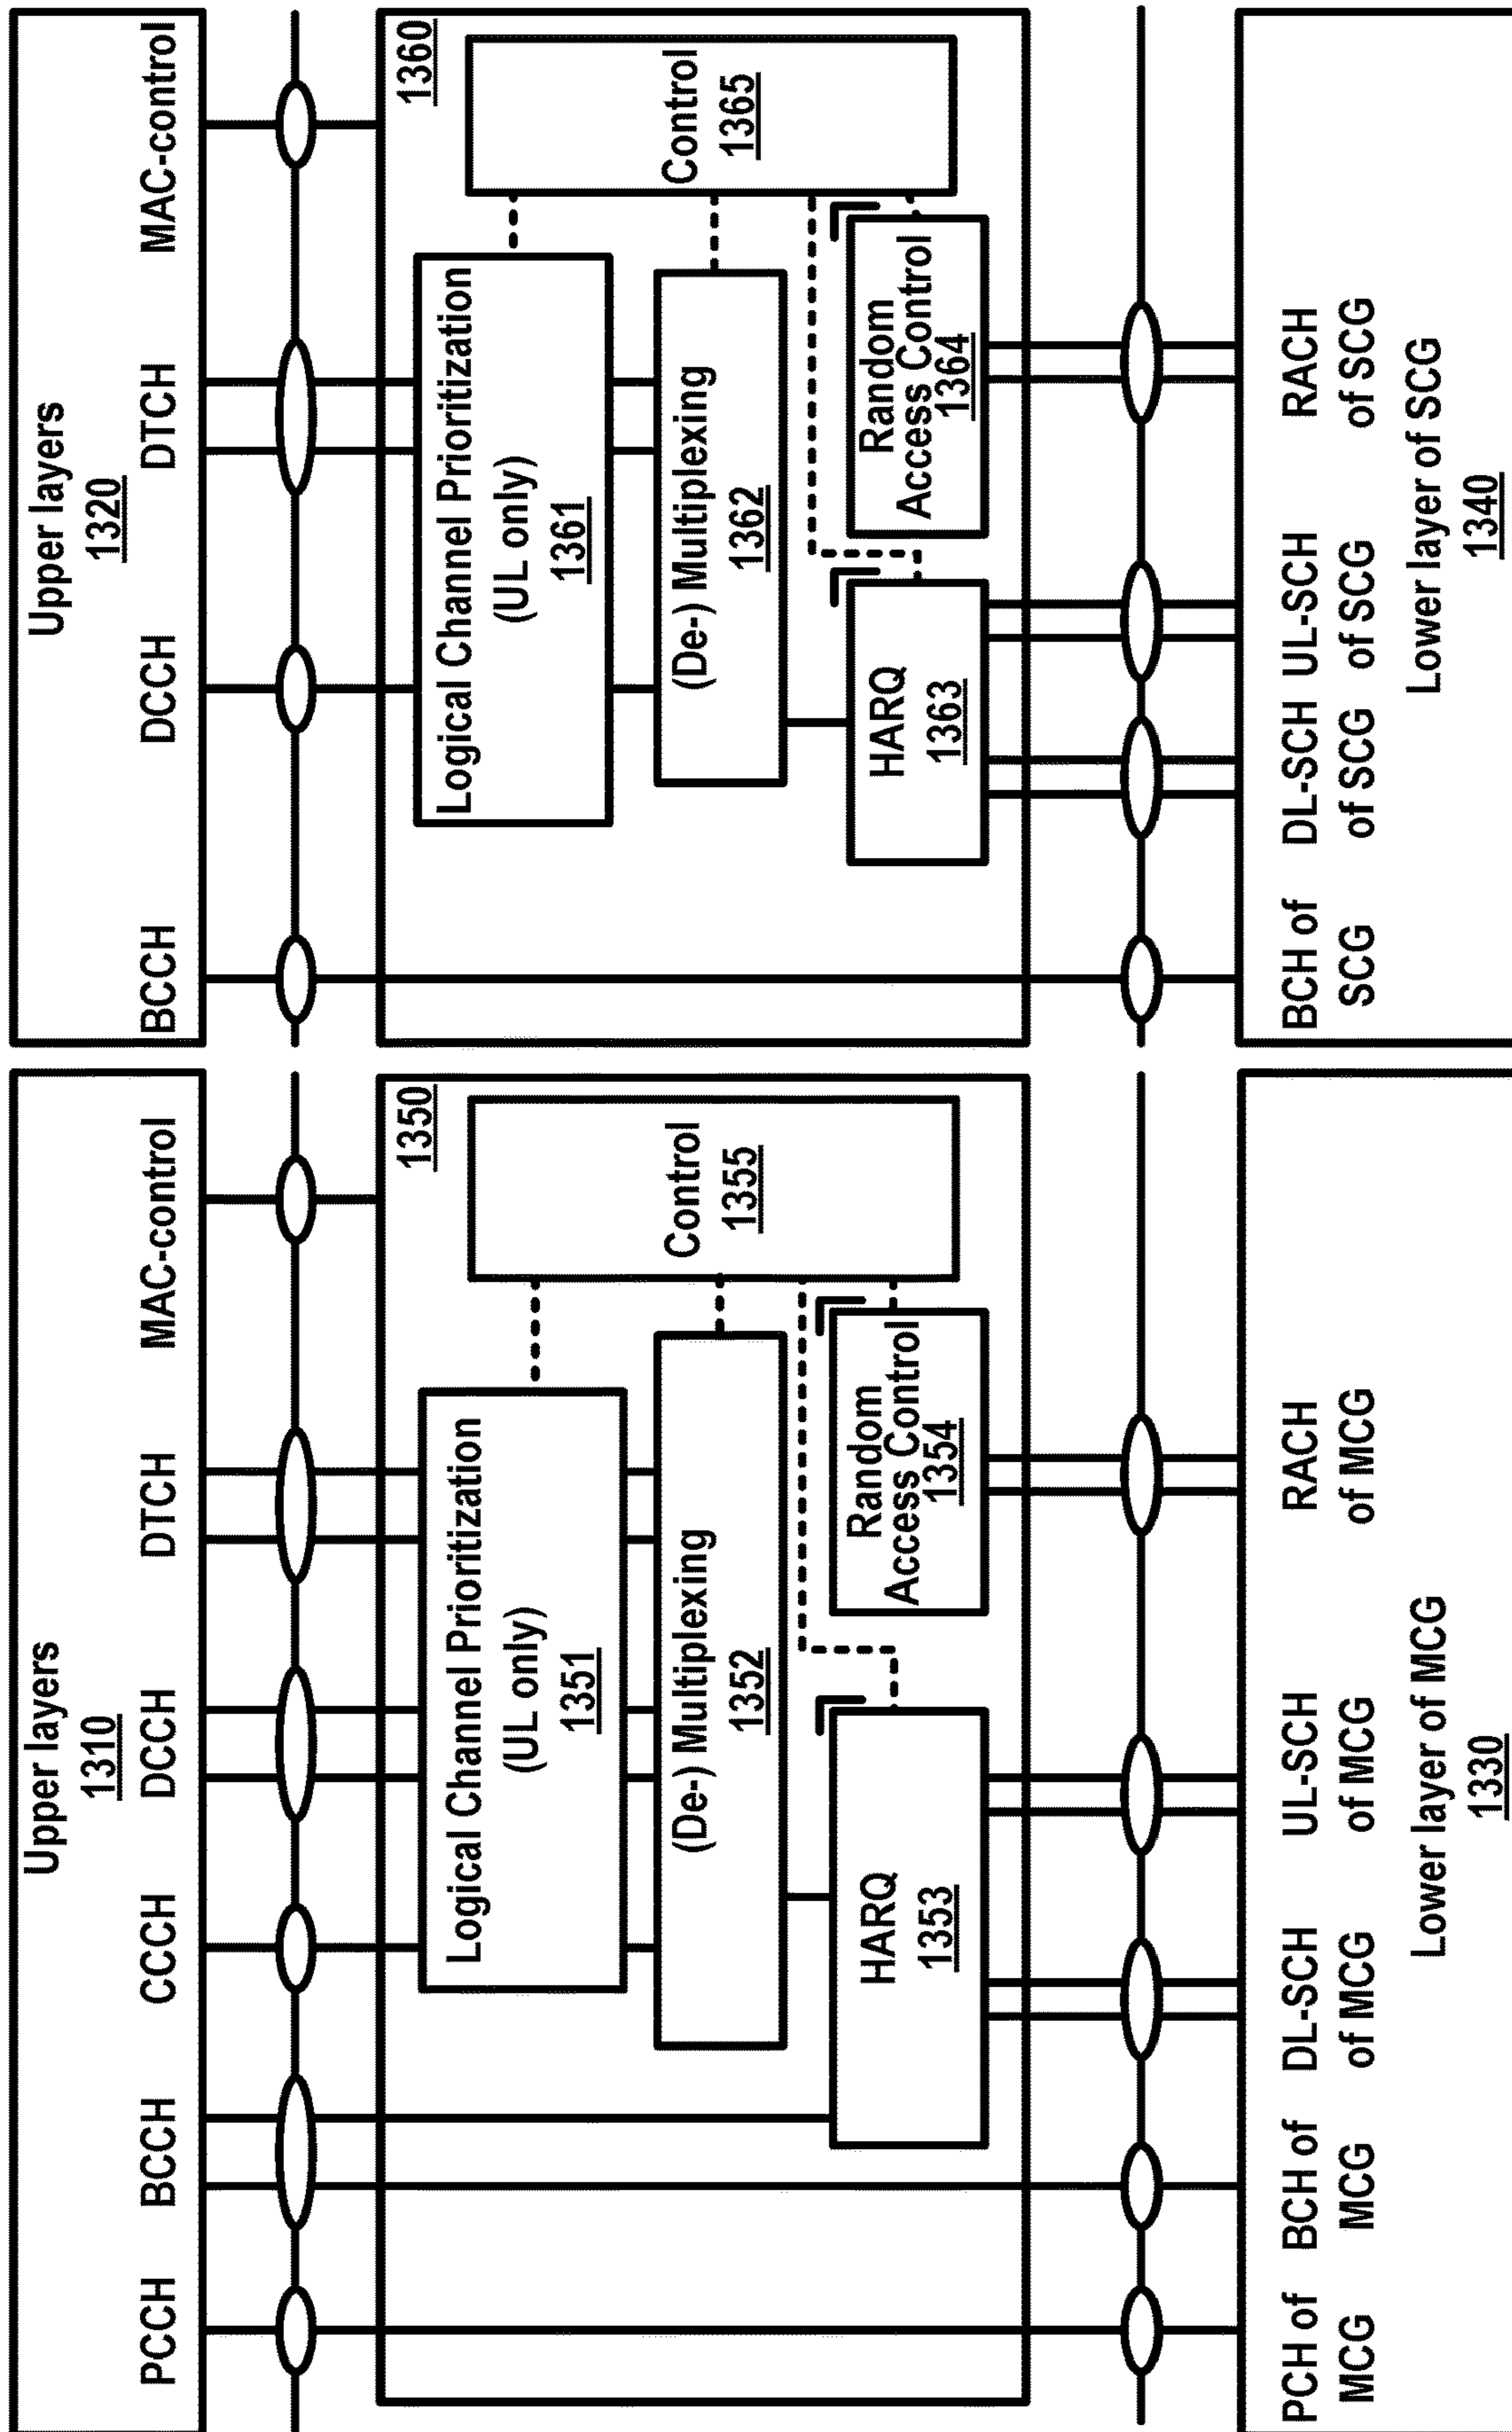 Upper layers
1310
PCCH
BCCH
CCCH
DCCH
DTCH
MAC-control
1350
Logical Channel Prioritization
(UL only)
1351
(De-) Multiplexing
1352
HARQ
1353
Random
Access Control
1354
Control
1355
PCH of
MCG
BCH of
MCG
DL-SCH
of MCG
UL-SCH
of MCG
RACH
of MCG
Lower layer of MCG
1330
Upper layers
1320
BCCH
DCCH
DTCH
MAC-control
1360
Logical Channel Prioritization
(UL only)
1361
(De-) Multiplexing
1362
HARQ
1363
Random
Access Control
1364
Control
1365
BCH of
SCG
DL-SCH
of SCG
UL-SCH
of SCG
RACH
of SCG
Lower layer of SCG
1340